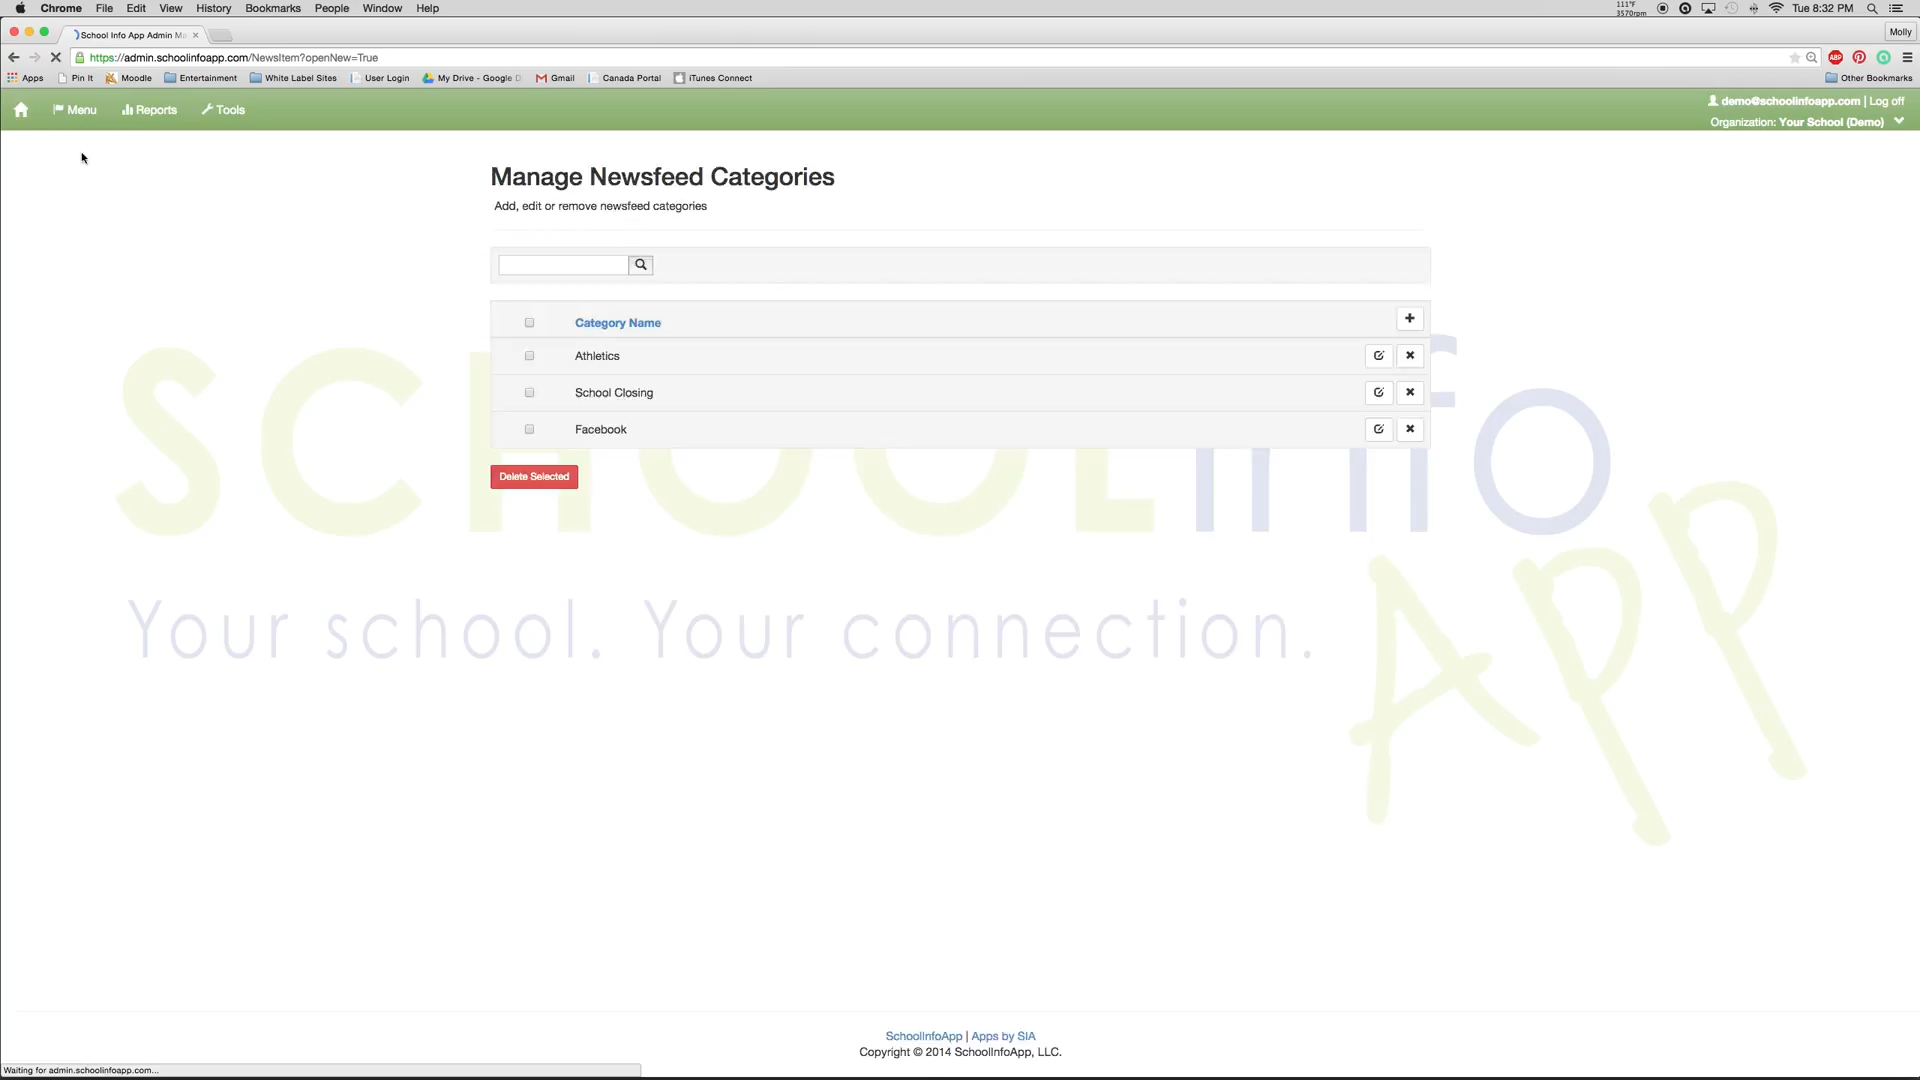 Chrome File Edit View History Bookmarks People Window Help
111°F
3570rpm
Tue 8:32 PM
School Info App Admin Ma
Molly
https://admin.schoolinfoapp.com/NewsItem?openNew=True
Apps Pin It Moodle Entertainment White Label Sites User Login My Drive - Google D Gmail Canada Portal iTunes Connect Other Bookmarks
Menu Reports Tools
demo@schoolinfoapp.com | Log off
Organization: Your School (Demo)
Manage Newsfeed Categories
Add, edit or remove newsfeed categories
Category Name
Athletics
School Closing
Facebook
Delete Selected
SCHOOLinfo
APP
Your school. Your connection.
SchoolInfoApp | Apps by SIA
Copyright © 2014 SchoolInfoApp, LLC.
Waiting for admin.schoolinfoapp.com...